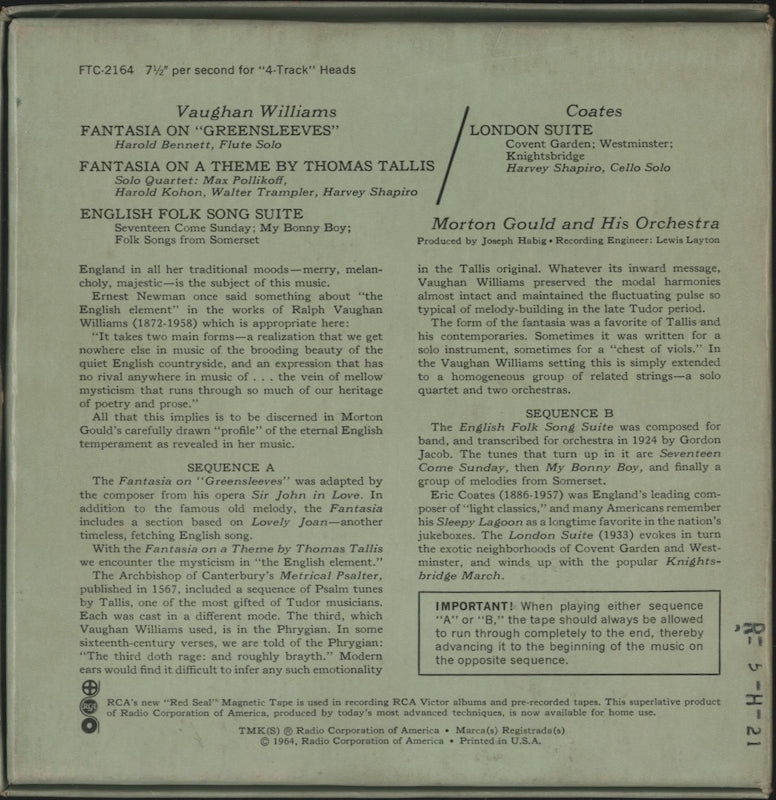 FTC-2164 7½" per second for "4-Track" Heads
Vaughan Williams
FANTASIA ON "GREENSLEEVES"
Harold Bennett, Flute Solo
FANTASIA ON A THEME BY THOMAS TALLIS
Solo Quartet: Max Pollikoff,
Harold Kohon, Walter Trampler, Harvey Shapiro
ENGLISH FOLK SONG SUITE
Seventeen Come Sunday; My Bonny Boy;
Folk Songs from Somerset
Coates
LONDON SUITE
Covent Garden; Westminster;
Knightsbridge
Harvey Shapiro, Cello Solo
Morton Gould and His Orchestra
Produced by Joseph Habig • Recording Engineer: Lewis Layton
England in all her traditional moods—merry, melan-
choly, majestic—is the subject of this music.
Ernest Newman once said something about "the
English element" in the works of Ralph Vaughan
Williams (1872-1958) which is appropriate here:
"It takes two main forms—a realization that we get
nowhere else in music of the brooding beauty of the
quiet English countryside, and an expression that has
no rival anywhere in music of . . . the vein of mellow
mysticism that runs through so much of our heritage
of poetry and prose."
All that this implies is to be discerned in Morton
Gould's carefully drawn "profile" of the eternal English
temperament as revealed in her music.
SEQUENCE A
The Fantasia on "Greensleeves" was adapted by
the composer from his opera Sir John in Love. In
addition to the famous old melody, the Fantasia
includes a section based on Lovely Joan—another
timeless, fetching English song.
With the Fantasia on a Theme by Thomas Tallis
we encounter the mysticism in "the English element."
The Archbishop of Canterbury's Metrical Psalter,
published in 1567, included a sequence of Psalm tunes
by Tallis, one of the most gifted of Tudor musicians.
Each was cast in a different mode. The third, which
Vaughan Williams used, is in the Phrygian. In some
sixteenth-century verses, we are told of the Phrygian:
"The third doth rage: and roughly brayth." Modern
ears would find it difficult to infer any such emotionality
in the Tallis original. Whatever its inward message,
Vaughan Williams preserved the modal harmonies
almost intact and maintained the fluctuating pulse so
typical of melody-building in the late Tudor period.
The form of the fantasia was a favorite of Tallis and
his contemporaries. Sometimes it was written for a
solo instrument, sometimes for a "chest of viols." In
the Vaughan Williams setting this is simply extended
to a homogeneous group of related strings—a solo
quartet and two orchestras.
SEQUENCE B
The English Folk Song Suite was composed for
band, and transcribed for orchestra in 1924 by Gordon
Jacob. The tunes that turn up in it are Seventeen
Come Sunday, then My Bonny Boy, and finally a
group of melodies from Somerset.
Eric Coates (1886-1957) was England's leading com-
poser of "light classics," and many Americans remember
his Sleepy Lagoon as a longtime favorite in the nation's
jukeboxes. The London Suite (1933) evokes in turn
the exotic neighborhoods of Covent Garden and West-
minster, and winds up with the popular Knights-
bridge March.
IMPORTANT! When playing either sequence
"A" or "B," the tape should always be allowed
to run through completely to the end, thereby
advancing it to the beginning of the music on
the opposite sequence.
RCA
RCA's new "Red Seal" Magnetic Tape is used in recording RCA Victor albums and pre-recorded tapes. This superlative product
of Radio Corporation of America, produced by today's most advanced techniques, is now available for home use.
TMK(S) ® Radio Corporation of America • Marca(s) Registrada(s)
© 1964, Radio Corporation of America • Printed in U.S.A.